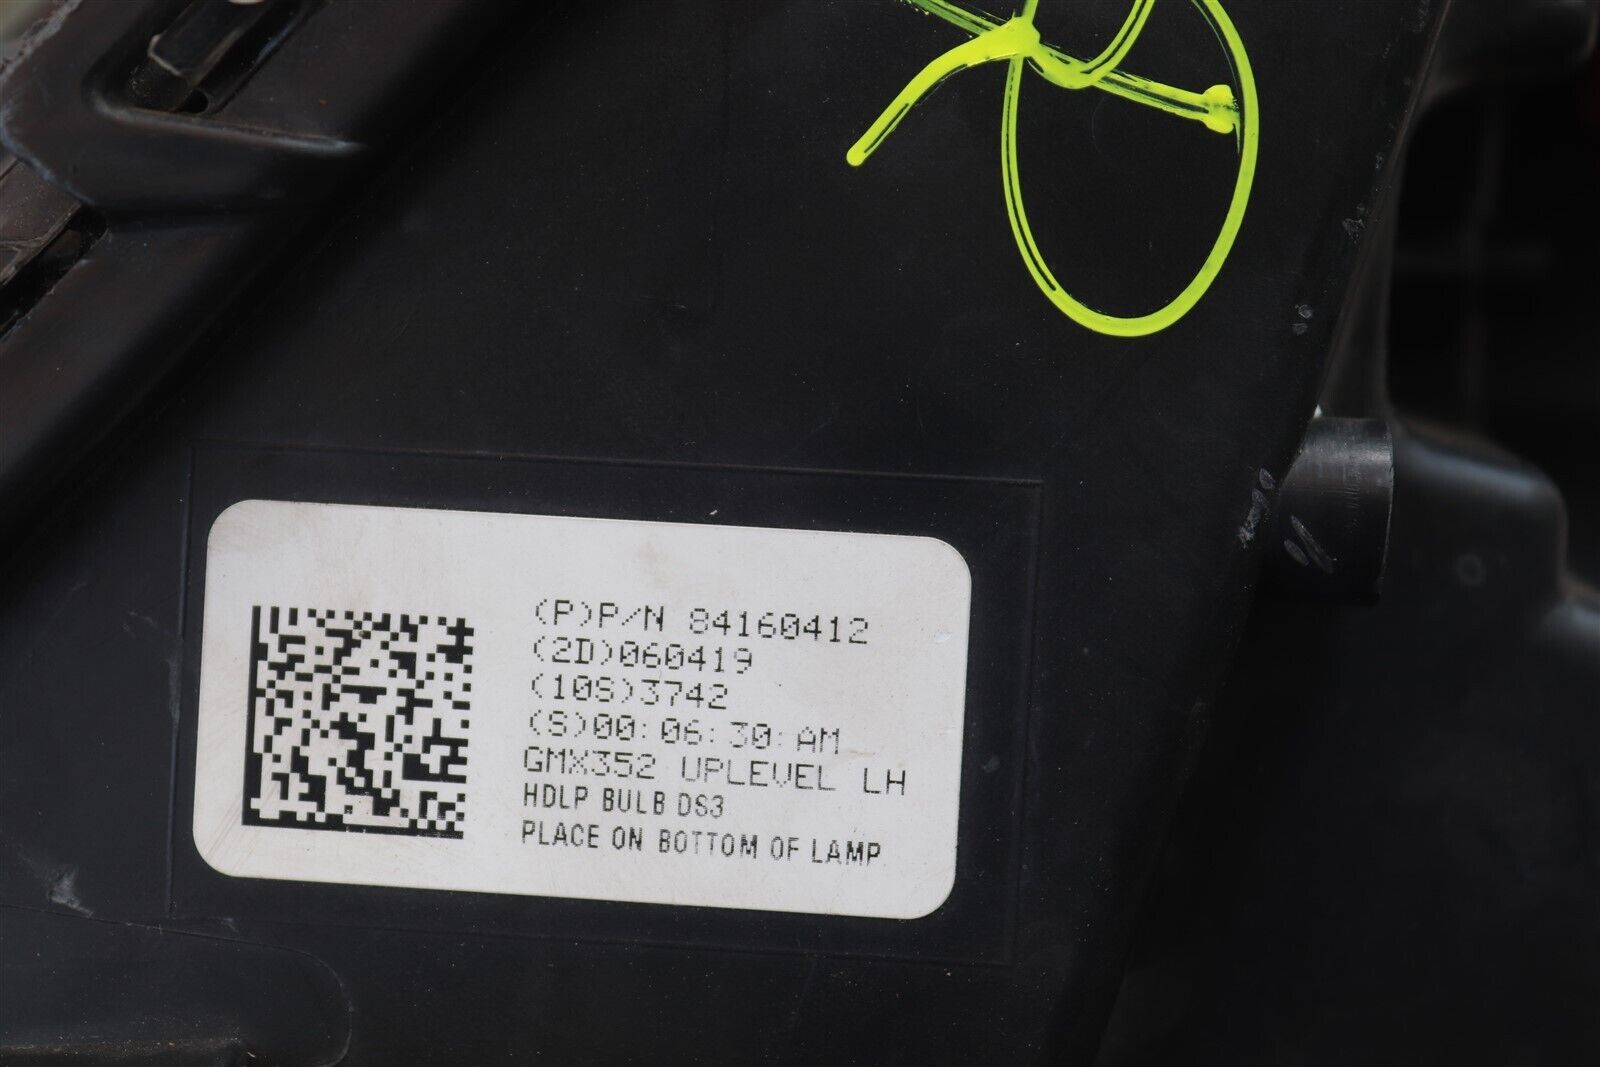 (P)P/N 84160412
(2D)060419
(10S)3742
(S)00:06:30:AM
GMX352 UPLEVEL LH
HDLP BULB DS3
PLACE ON BOTTOM OF LAMP